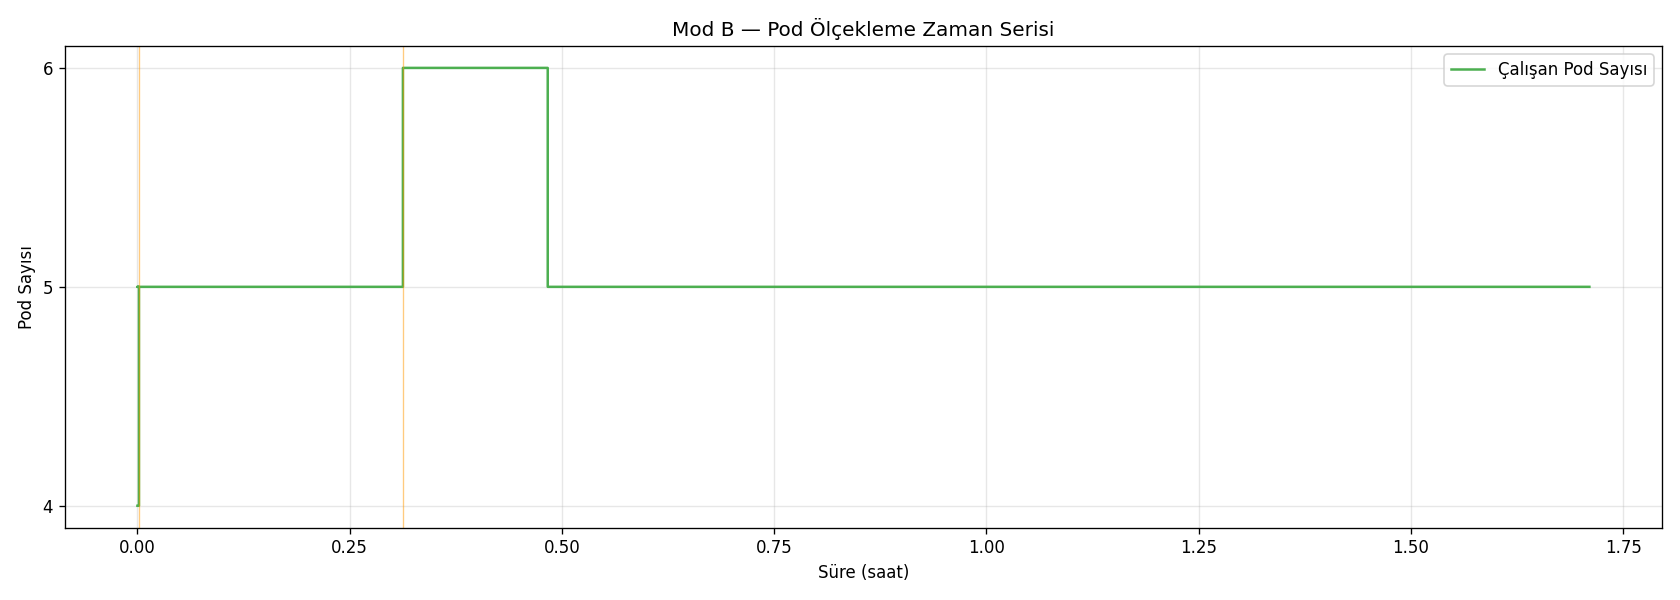 Mod B — Pod Ölçekleme Zaman Serisi
Çalışan Pod Sayısı
Pod Sayısı
6
5
4
0.00 0.25 0.50 0.75 1.00 1.25 1.50 1.75
Süre (saat)